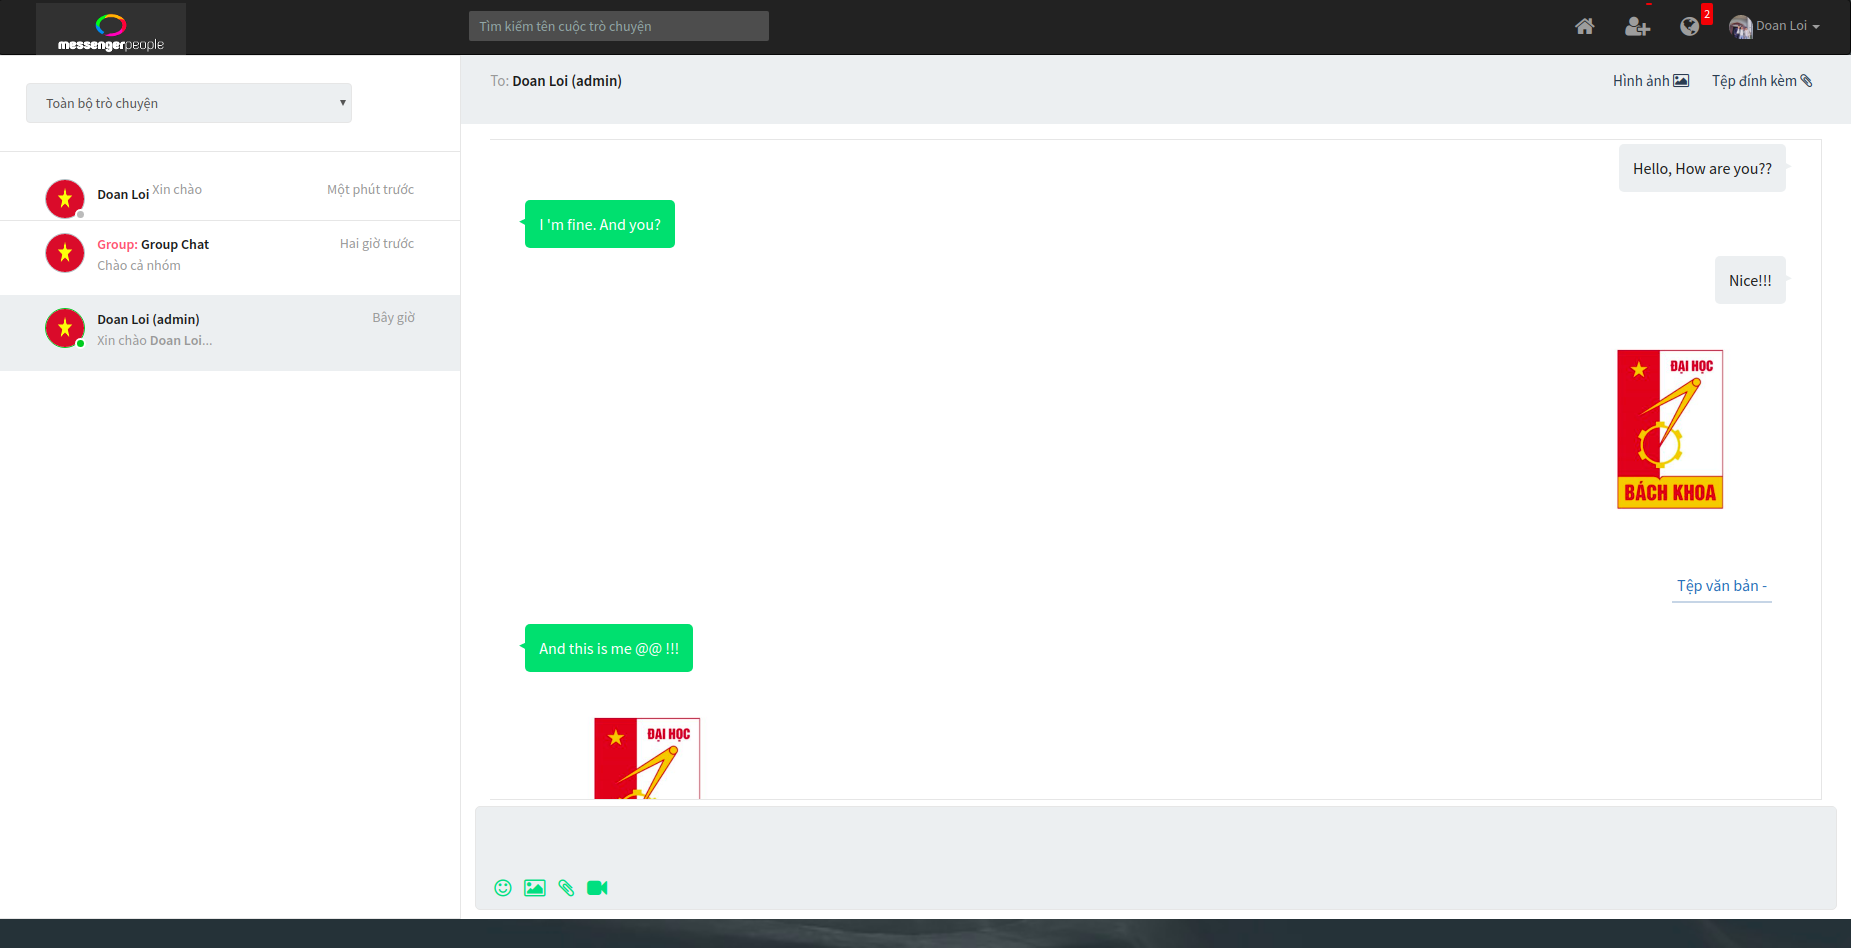 messengerpeople
Tìm kiếm tên cuộc trò chuyện
2
Doan Loi
Toàn bộ trò chuyện
To: Doan Loi (admin)
Hình ảnh
Tệp đính kèm
Doan Loi Xin chào
Một phút trước
Group: Group Chat
Hai giờ trước
Chào cả nhóm
Doan Loi (admin)
Bây giờ
Xin chào Doan Loi...
Hello, How are you??
I 'm fine. And you?
Nice!!!
ĐẠI HỌC
BÁCH KHOA
Tệp văn bản -
And this is me @@ !!!
ĐẠI HỌC